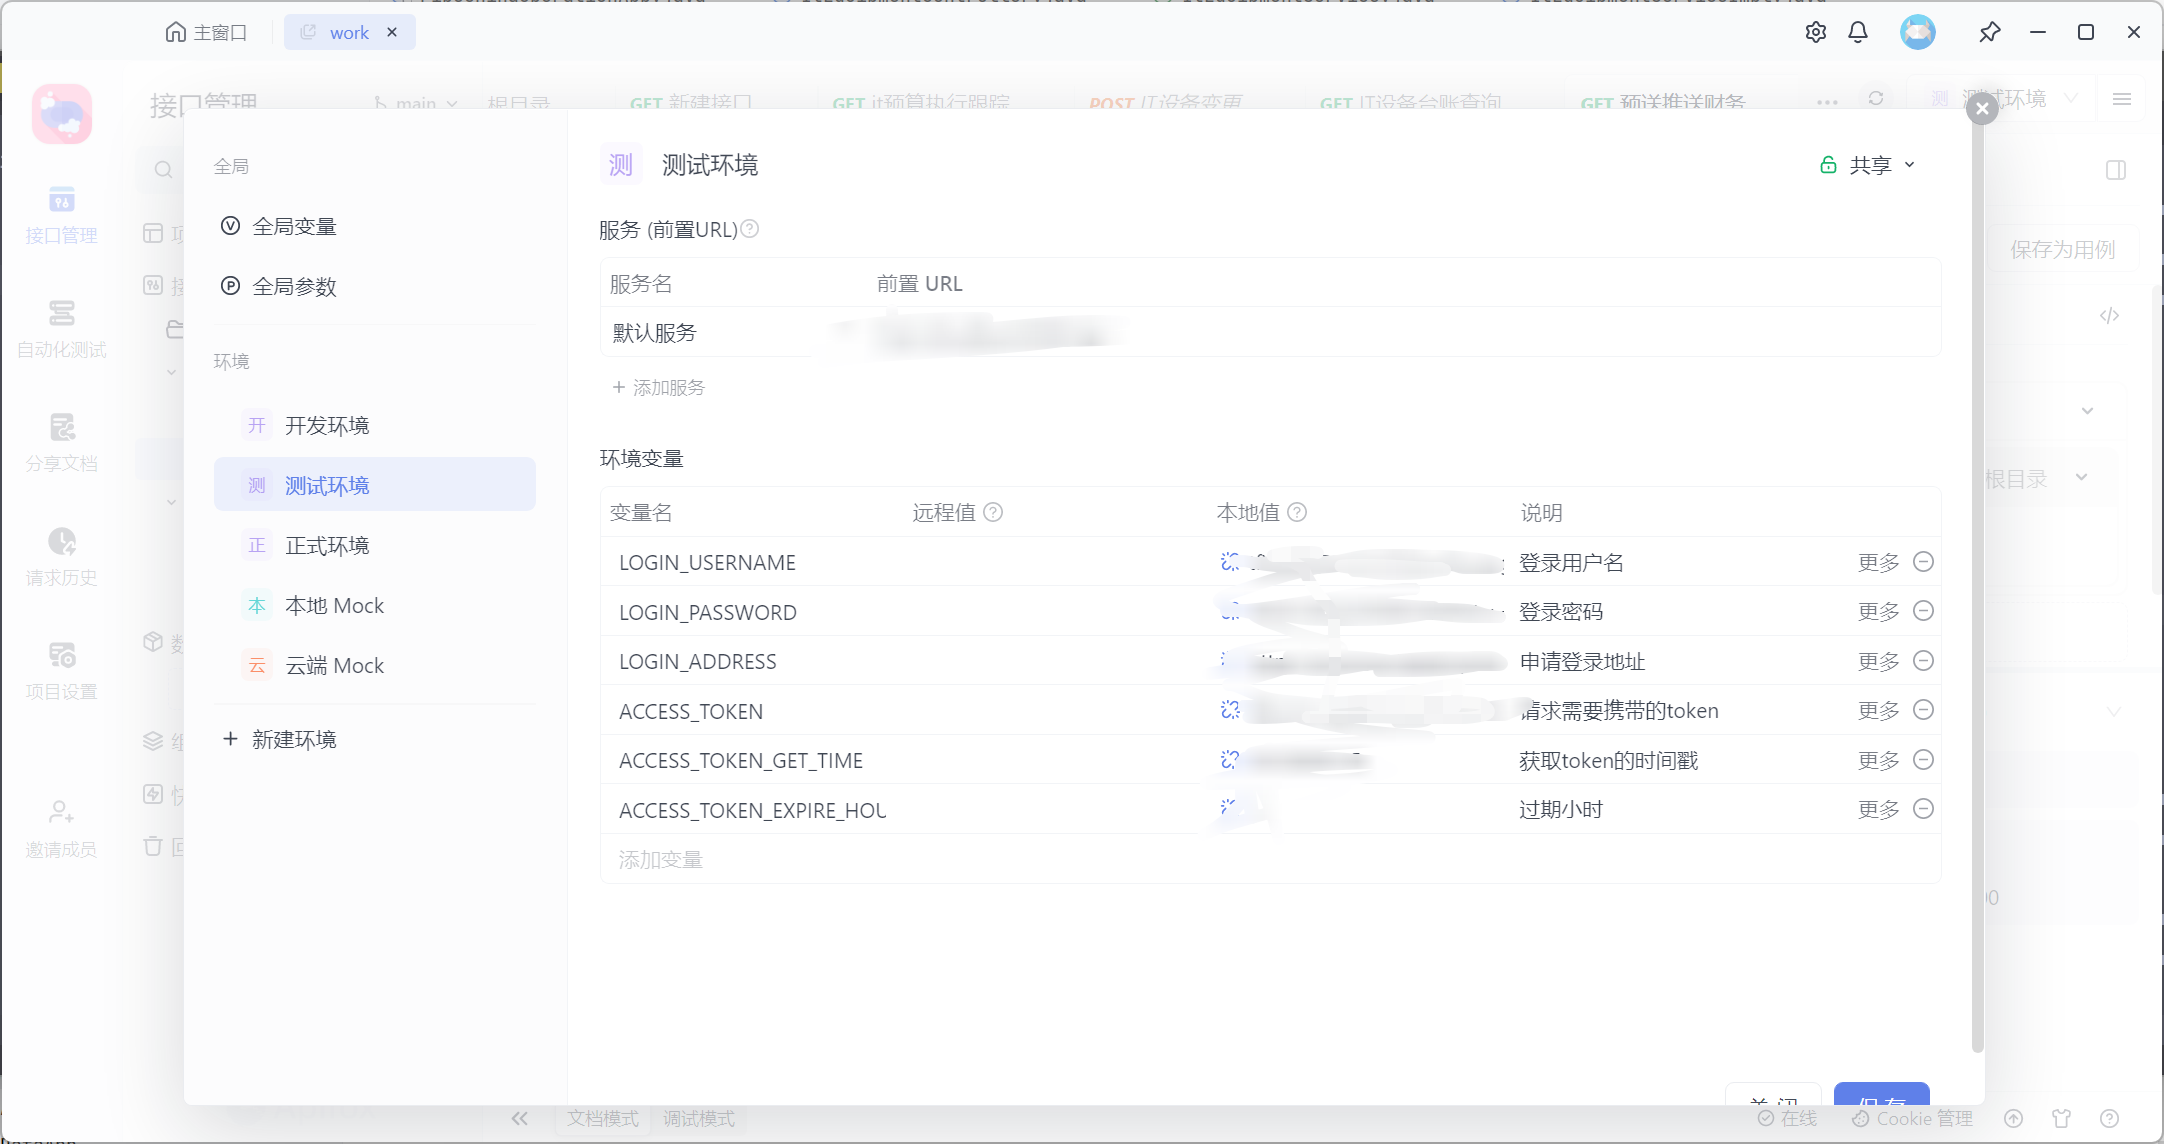 主窗口
work
接口管理
main
根目录
GET 新建接口
GET it预算执行跟踪
POST IT设备变更
GET IT设备台账查询
GET 预送推送财务
测
测试环境
接口管理
自动化测试
分享文档
请求历史
项目设置
邀请成员
全局
全局变量
全局参数
环境
开 开发环境
测 测试环境
正 正式环境
本 本地 Mock
云 云端 Mock
新建环境
测 测试环境
共享
服务 (前置URL)
服务名 前置 URL
默认服务
+ 添加服务
环境变量
变量名 远程值 本地值 说明
LOGIN_USERNAME 登录用户名 更多
LOGIN_PASSWORD 登录密码 更多
LOGIN_ADDRESS 申请登录地址 更多
ACCESS_TOKEN 请求需要携带的token 更多
ACCESS_TOKEN_GET_TIME 获取token的时间戳 更多
ACCESS_TOKEN_EXPIRE_HOU 过期小时 更多
添加变量
关 闭 保 存
保存为用例
根目录
文档模式 调试模式
在线 Cookie 管理